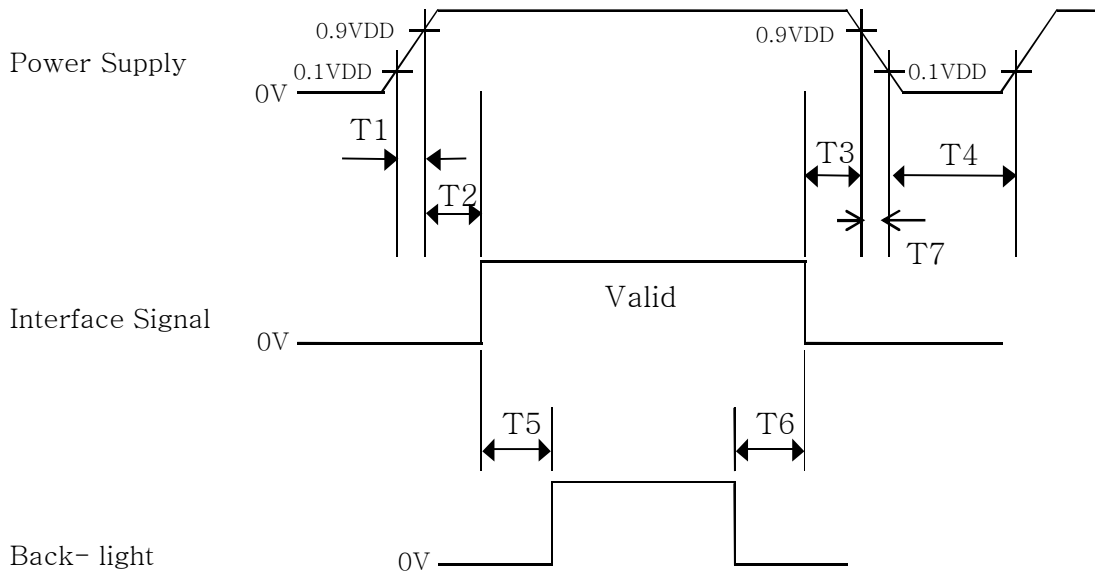 0.9VDD
0.9VDD
Power Supply
0.1VDD
0.1VDD
0V
T1
T3
T4
T2
T7
Valid
Interface Signal
0V
T5
T6
Back- light
0V